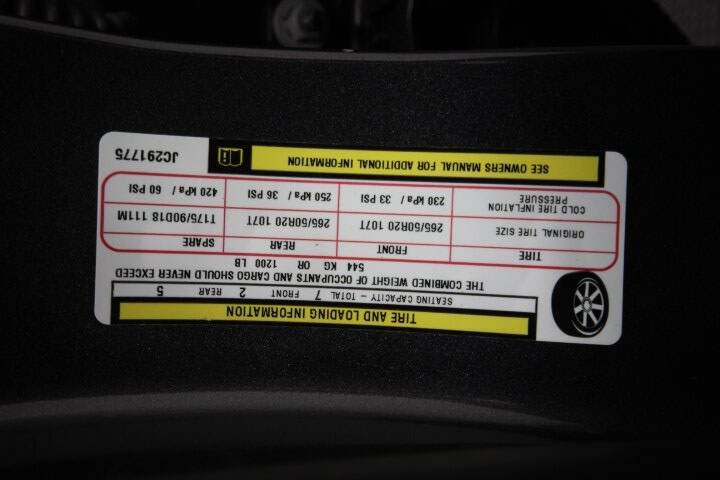 TIRE AND LOADING INFORMATION
SEATING CAPACITY - TOTAL 7 FRONT 2 REAR 5
THE COMBINED WEIGHT OF OCCUPANTS AND CARGO SHOULD NEVER EXCEED
544 KG OR 1200 LB
TIRE FRONT REAR SPARE
ORIGINAL TIRE SIZE 265/50R20 107T 265/50R20 107T T175/90D18 111M
COLD TIRE INFLATION
PRESSURE 230 kPa / 33 PSI 250 kPa / 36 PSI 420 kPa / 60 PSI
SEE OWNERS MANUAL FOR ADDITIONAL INFORMATION
JC291775